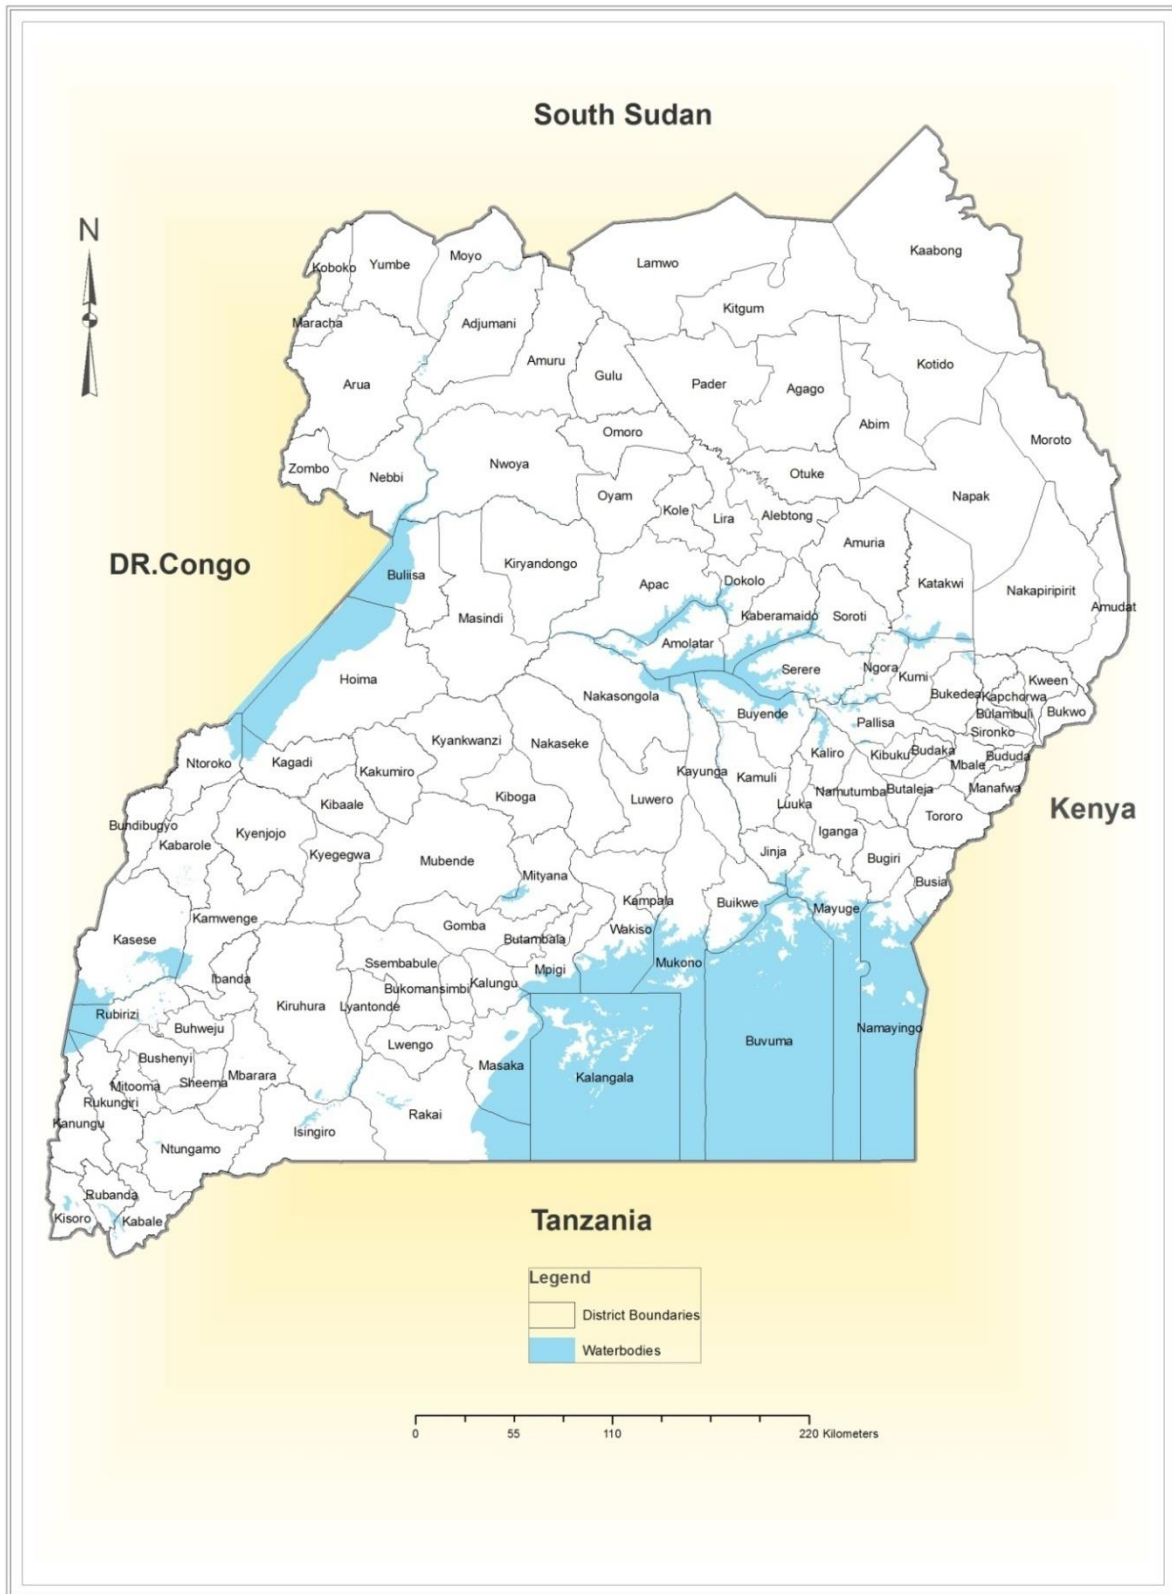 South Sudan
N
Kaabong
Koboko
Yumbe
Moyo
Lamwo
Kitgum
Maracha
Adjumani
Amuru
Gulu
Arua
Pader
Agago
Kotido
Abim
Moroto
Omoro
Zombo
Nebbi
Nwoya
Otuke
Oyam
Kole
Lira
Alebtong
Napak
DR.Congo
Buliisa
Kiryandongo
Amuria
Apac
Dokolo
Katakwi
Nakapiripirit
Amudat
Masindi
Kaberamaido
Soroti
Amolatar
Hoima
Serere
Ngora
Kumi
Kween
Nakasongola
Bukedea
Kapchorwa
Buyende
Bulambuli
Bukwo
Pallisa
Sironko
Kyankwanzi
Nakaseke
Kaliro
Kibuku
Budaka
Bududa
Ntoroko
Kagadi
Kakumiro
Kayunga
Kamuli
Mbale
Kibaale
Kiboga
Luwero
Luuka
Namutumba
Butaleja
Manafwa
Kenya
Tororo
Bundibugyo
Kyenjojo
Iganga
Kabarole
Kyegegwa
Mubende
Jinja
Bugiri
Mityana
Busia
Kampala
Buikwe
Mayuge
Kamwenge
Gomba
Wakiso
Kasese
Butambala
Ssembabule
Mpigi
Mukono
Ibanda
Bukomansimbi
Kalungu
Kiruhura
Lyantonde
Rubirizi
Buhweju
Namayingo
Buvuma
Lwengo
Bushenyi
Masaka
Mbarara
Kalangala
Mitooma
Sheema
Rukungiri
Rakai
Kanungu
Isingiro
Ntungamo
Rubanda
Kisoro
Kabale
Tanzania
Legend
District Boundaries
Waterbodies
0 55 110 220 Kilometers